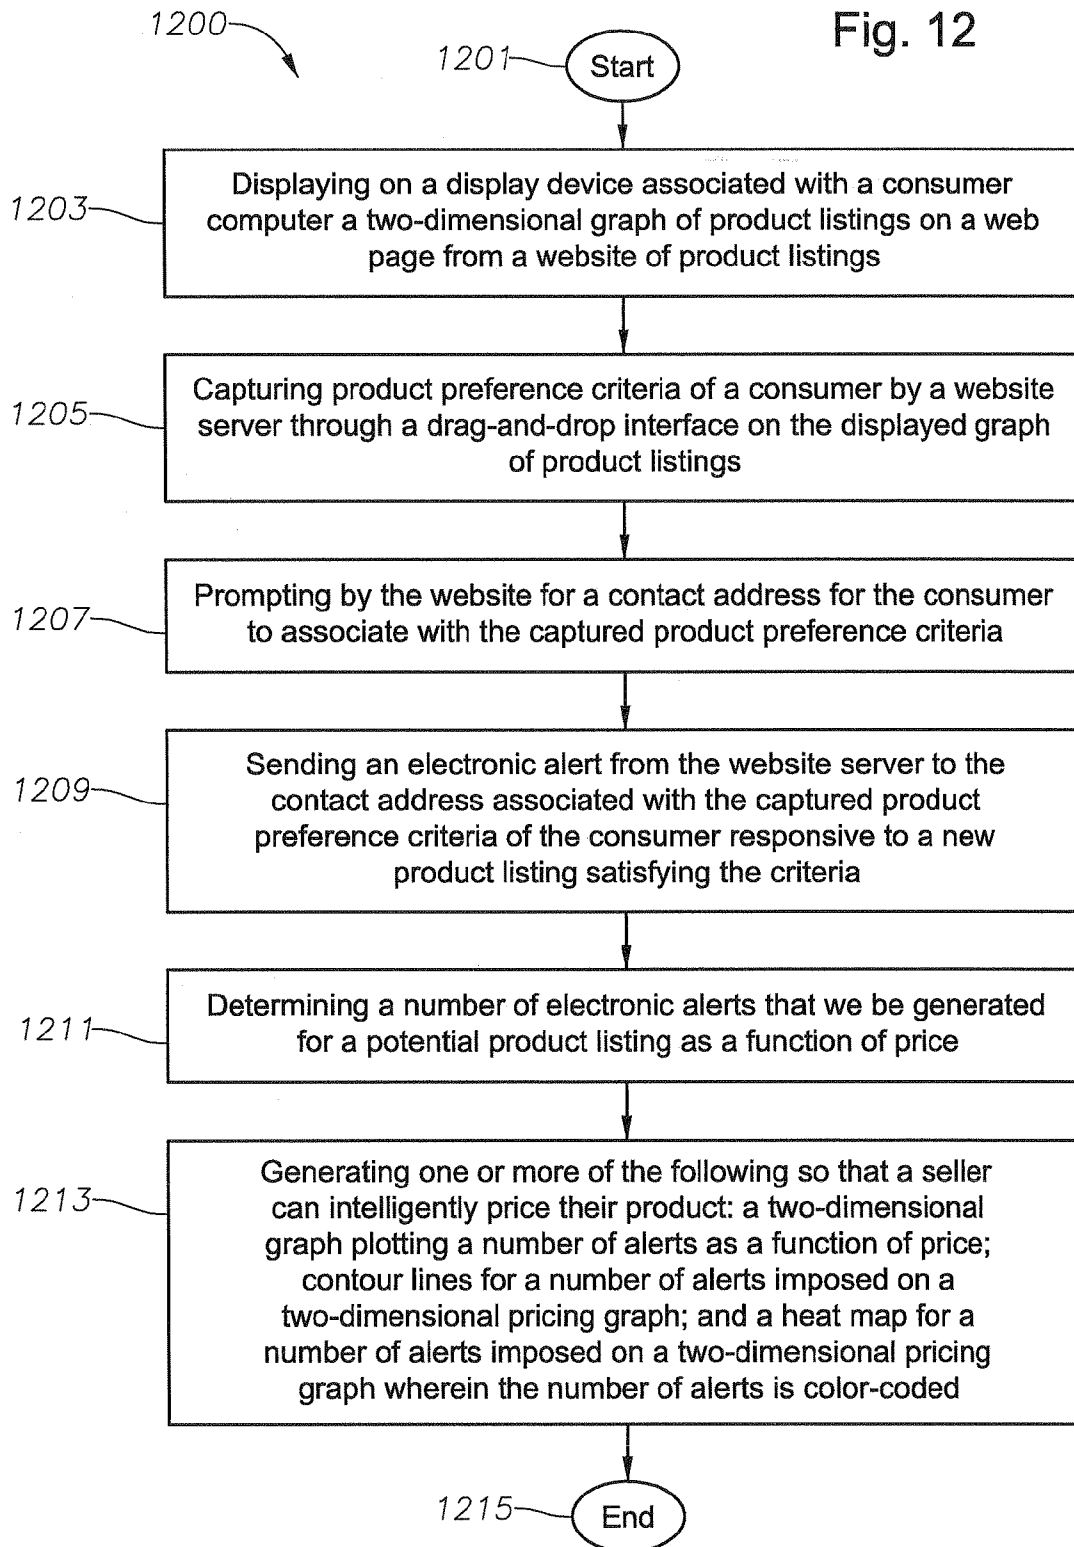 1200
Fig. 12
1201
Start
1203
Displaying on a display device associated with a consumer
computer a two-dimensional graph of product listings on a web
page from a website of product listings
1205
Capturing product preference criteria of a consumer by a website
server through a drag-and-drop interface on the displayed graph
of product listings
1207
Prompting by the website for a contact address for the consumer
to associate with the captured product preference criteria
1209
Sending an electronic alert from the website server to the
contact address associated with the captured product
preference criteria of the consumer responsive to a new
product listing satisfying the criteria
1211
Determining a number of electronic alerts that we be generated
for a potential product listing as a function of price
1213
Generating one or more of the following so that a seller
can intelligently price their product: a two-dimensional
graph plotting a number of alerts as a function of price;
contour lines for a number of alerts imposed on a
two-dimensional pricing graph; and a heat map for a
number of alerts imposed on a two-dimensional pricing
graph wherein the number of alerts is color-coded
1215
End